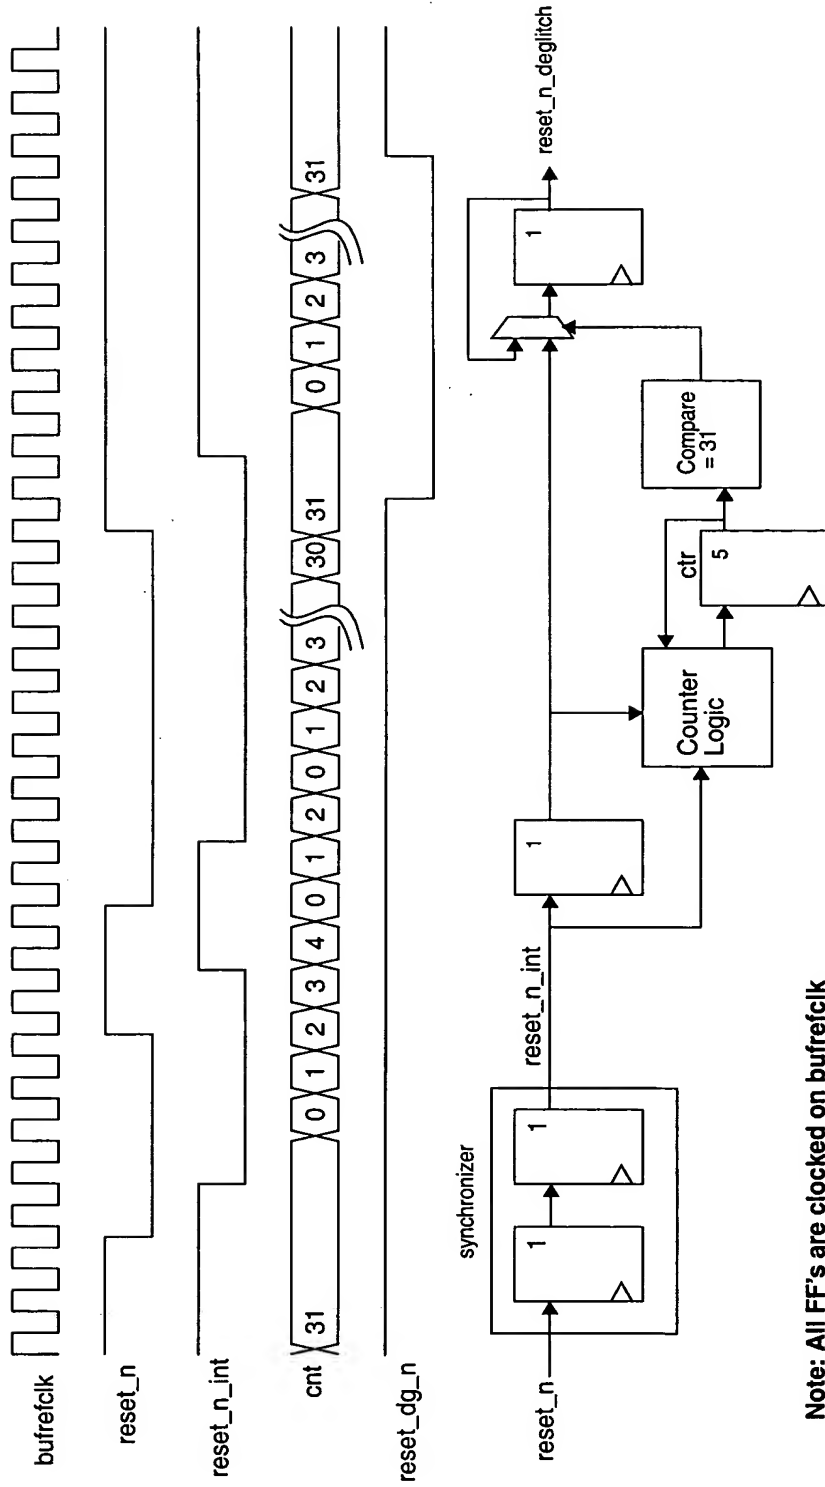 bufrefclk
reset_n
reset_n_int
cnt
31 0 1 2 3 4 0 1 2 0 1 2 3 30 31 0 1 2 3 31
reset_dg_n
synchronizer
reset_n
1
1
reset_n_int
1
Counter
Logic
ctr
5
Compare
= 31
1
reset_n_deglitch
Note: All FF's are clocked on bufrefclk